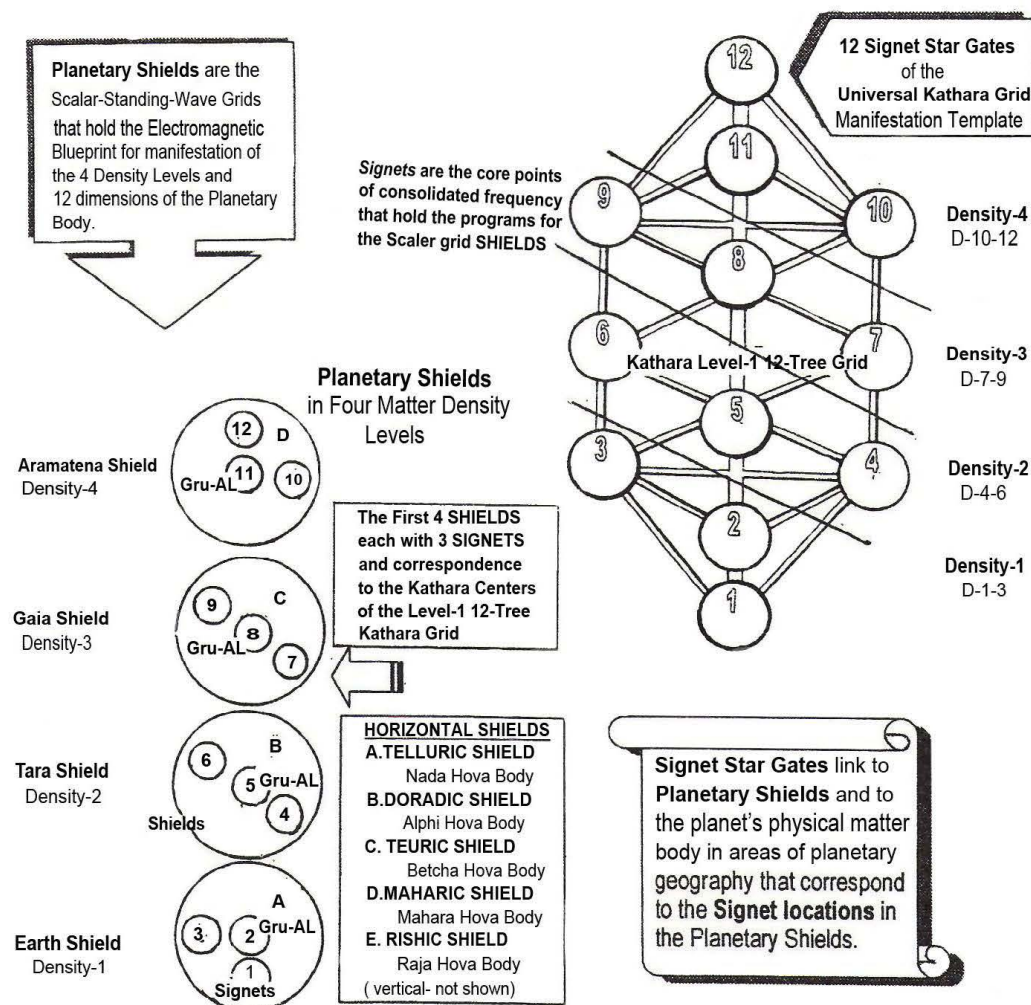 Planetary Shields are the
Scalar-Standing-Wave Grids
that hold the Electromagnetic
Blueprint for manifestation of
the 4 Density Levels and
12 dimensions of the Planetary
Body.
12 Signet Star Gates
of the
Universal Kathara Grid
Manifestation Template
Signets are the core points
of consolidated frequency
that hold the programs for
the Scaler grid SHIELDS
12
11
9
10
8
6
7
Kathara Level-1 12-Tree Grid
5
3
4
2
1
Density-4
D-10-12
Density-3
D-7-9
Density-2
D-4-6
Density-1
D-1-3
Planetary Shields
in Four Matter Density
Levels
Aramatena Shield
Density-4
12
D
Gru-AL
11
10
Gaia Shield
Density-3
9
C
Gru-AL
8
7
Tara Shield
Density-2
6
B
5
Gru-AL
4
Shields
Earth Shield
Density-1
A
3
2
Gru-AL
1
Signets
The First 4 SHIELDS
each with 3 SIGNETS
and correspondence
to the Kathara Centers
of the Level-1 12-Tree
Kathara Grid
HORIZONTAL SHIELDS
A.TELLURIC SHIELD
Nada Hova Body
B.DORADIC SHIELD
Alphi Hova Body
C. TEURIC SHIELD
Betcha Hova Body
D.MAHARIC SHIELD
Mahara Hova Body
E. RISHIC SHIELD
Raja Hova Body
( vertical- not shown)
Signet Star Gates link to
Planetary Shields and to
the planet's physical matter
body in areas of planetary
geography that correspond
to the Signet locations in
the Planetary Shields.